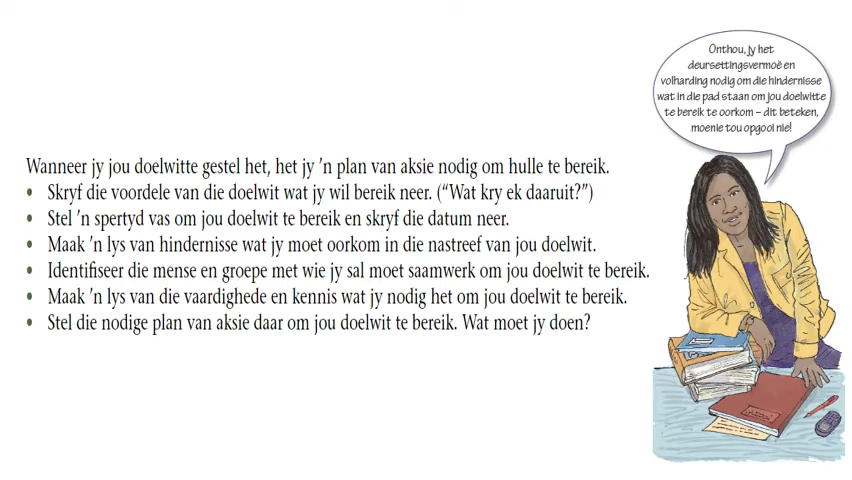 Wanneer jy jou doelwitte gestel het, het jy ’n plan van aksie nodig om hulle te bereik.
• Skryf die voordele van die doelwit wat jy wil bereik neer. (“Wat kry ek daaruit?”)
• Stel ’n spertyd vas om jou doelwit te bereik en skryf die datum neer.
• Maak ’n lys van hindernisse wat jy moet oorkom in die nastreef van jou doelwit.
• Identifiseer die mense en groepe met wie jy sal moet saamwerk om jou doelwit te bereik.
• Maak ’n lys van die vaardighede en kennis wat jy nodig het om jou doelwit te bereik.
• Stel die nodige plan van aksie daar om jou doelwit te bereik. Wat moet jy doen?
Onthou, jy het
deursettingsvermoë en
volharding nodig om die hindernisse
wat in die pad staan om jou doelwitte
te bereik te oorkom – dit beteken,
moenie tou opgooi nie!